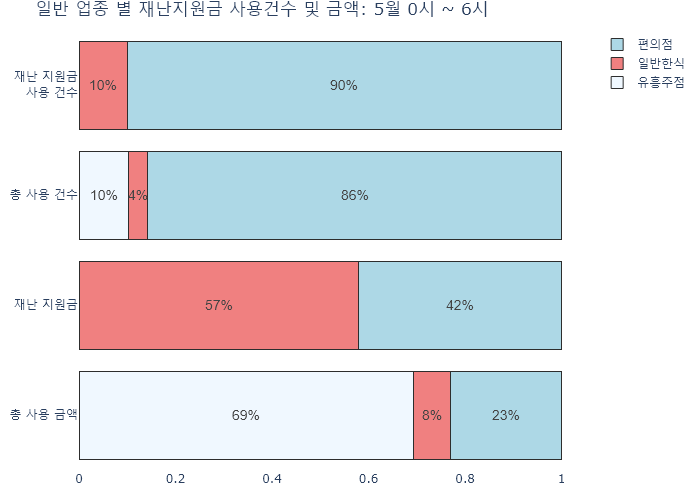 일반 업종 별 재난지원금 사용건수 및 금액: 5월 0시 ~ 6시
편의점
일반한식
유흥주점
재난 지원금
사용 건수
10%
90%
총 사용 건수
10%
4%
86%
재난 지원금
57%
42%
총 사용 금액
69%
8%
23%
0
0.2
0.4
0.6
0.8
1